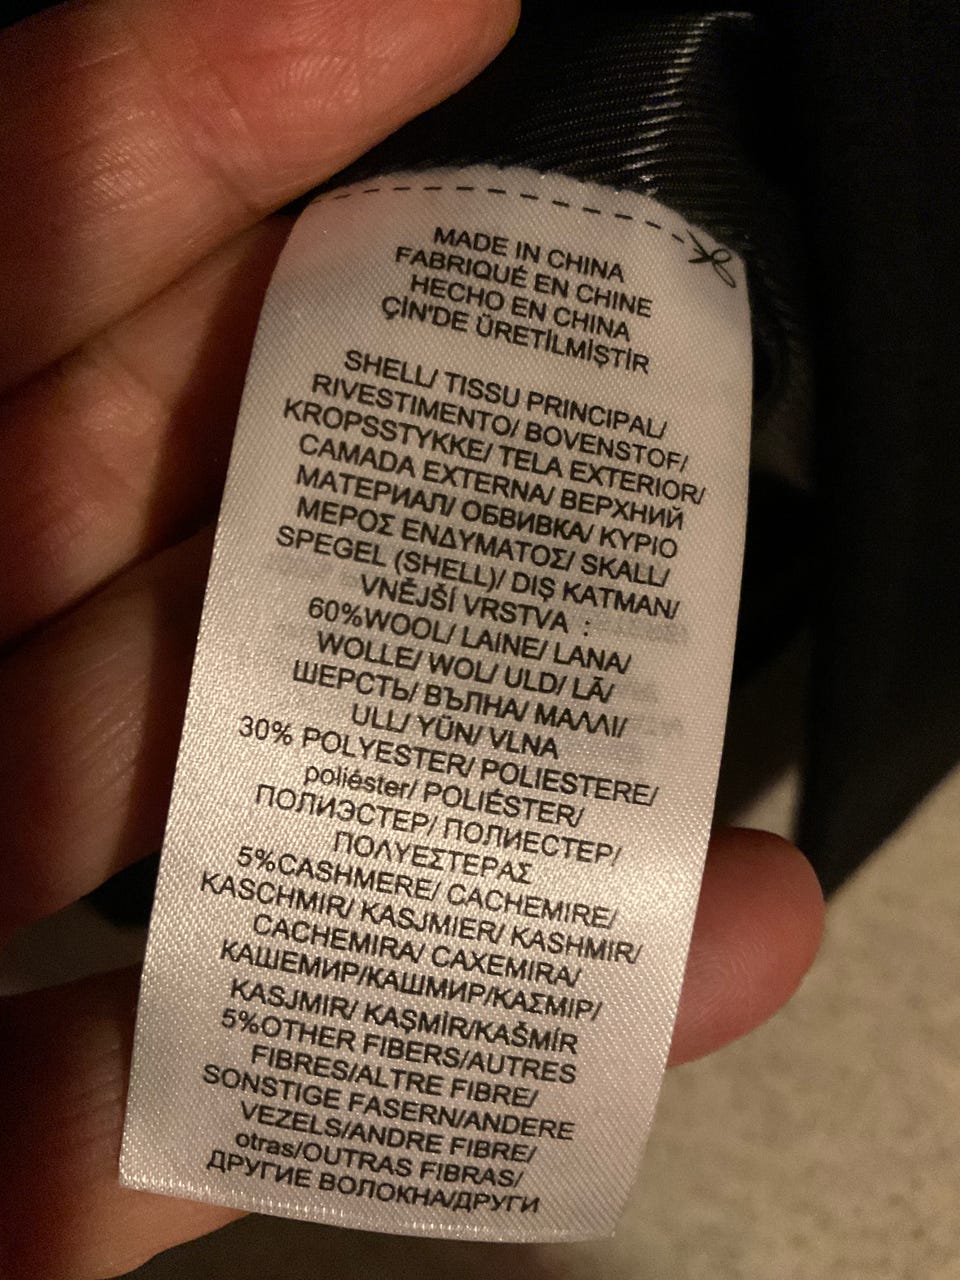 MADE IN CHINA
FABRIQUÉ EN CHINE
HECHO EN CHINA
ÇİN'DE ÜRETİLMİŞTİR
SHELL/ TISSU PRINCIPAL/
RIVESTIMENTO/ BOVENSTOF/
KROPSSTYKKE/ TELA EXTERIOR/
CAMADA EXTERNA/ ВЕРХНИЙ
МАТЕРИАЛ/ ОБВИВКА/ ΚΥΡΙΟ
ΜΕΡΟΣ ΕΝΔΥΜΑΤΟΣ/ SKALL/
SPEGEL (SHELL)/ DIŞ KATMAN/
VNĚJŠÍ VRSTVA :
60%WOOL/ LAINE/ LANA/
WOLLE/ WOL/ ULD/ LÃ/
ШЕРСТЬ/ ВЪЛНА/ ΜΑΛΛΙ/
ULL/ YÜN/ VLNA
30% POLYESTER/ POLIESTERE/
poliéster/ POLIÉSTER/
ПОЛИЭСТЕР/ ПОЛИЕСТЕР/
ΠΟΛΥΕΣΤΕΡΑΣ
5%CASHMERE/ CACHEMIRE/
KASCHMIR/ KASJMIER/ KASHMIR/
CACHEMIRA/ CAXEMIRA/
КАШЕМИР/КАШМИР/ΚΑΣΜΙΡ/
KASJMIR/ KAŞMİR/KAŠMÍR
5%OTHER FIBERS/AUTRES
FIBRES/ALTRE FIBRE/
SONSTIGE FASERN/ANDERE
VEZELS/ANDRE FIBRE/
otras/OUTRAS FIBRAS/
ДРУГИЕ ВОЛОКНА/ДРУГИ